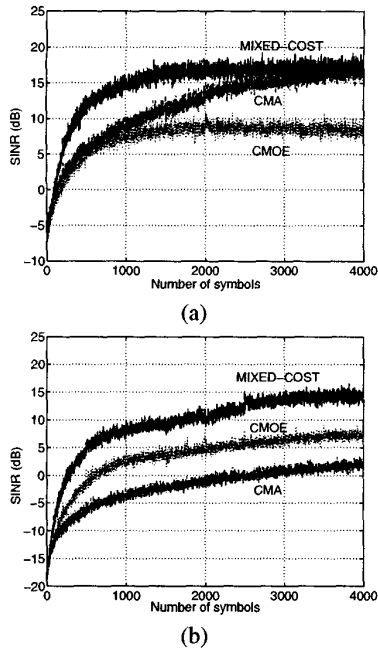 25
20
15
10
5
0
-5
-10
SINR (dB)
MIXED-COST
CMA
CMOE
0 1000 2000 3000 4000
Number of symbols
(a)
25
20
15
10
5
0
-5
-10
-15
-20
SINR (dB)
MIXED-COST
CMOE
CMA
0 1000 2000 3000 4000
Number of symbols
(b)